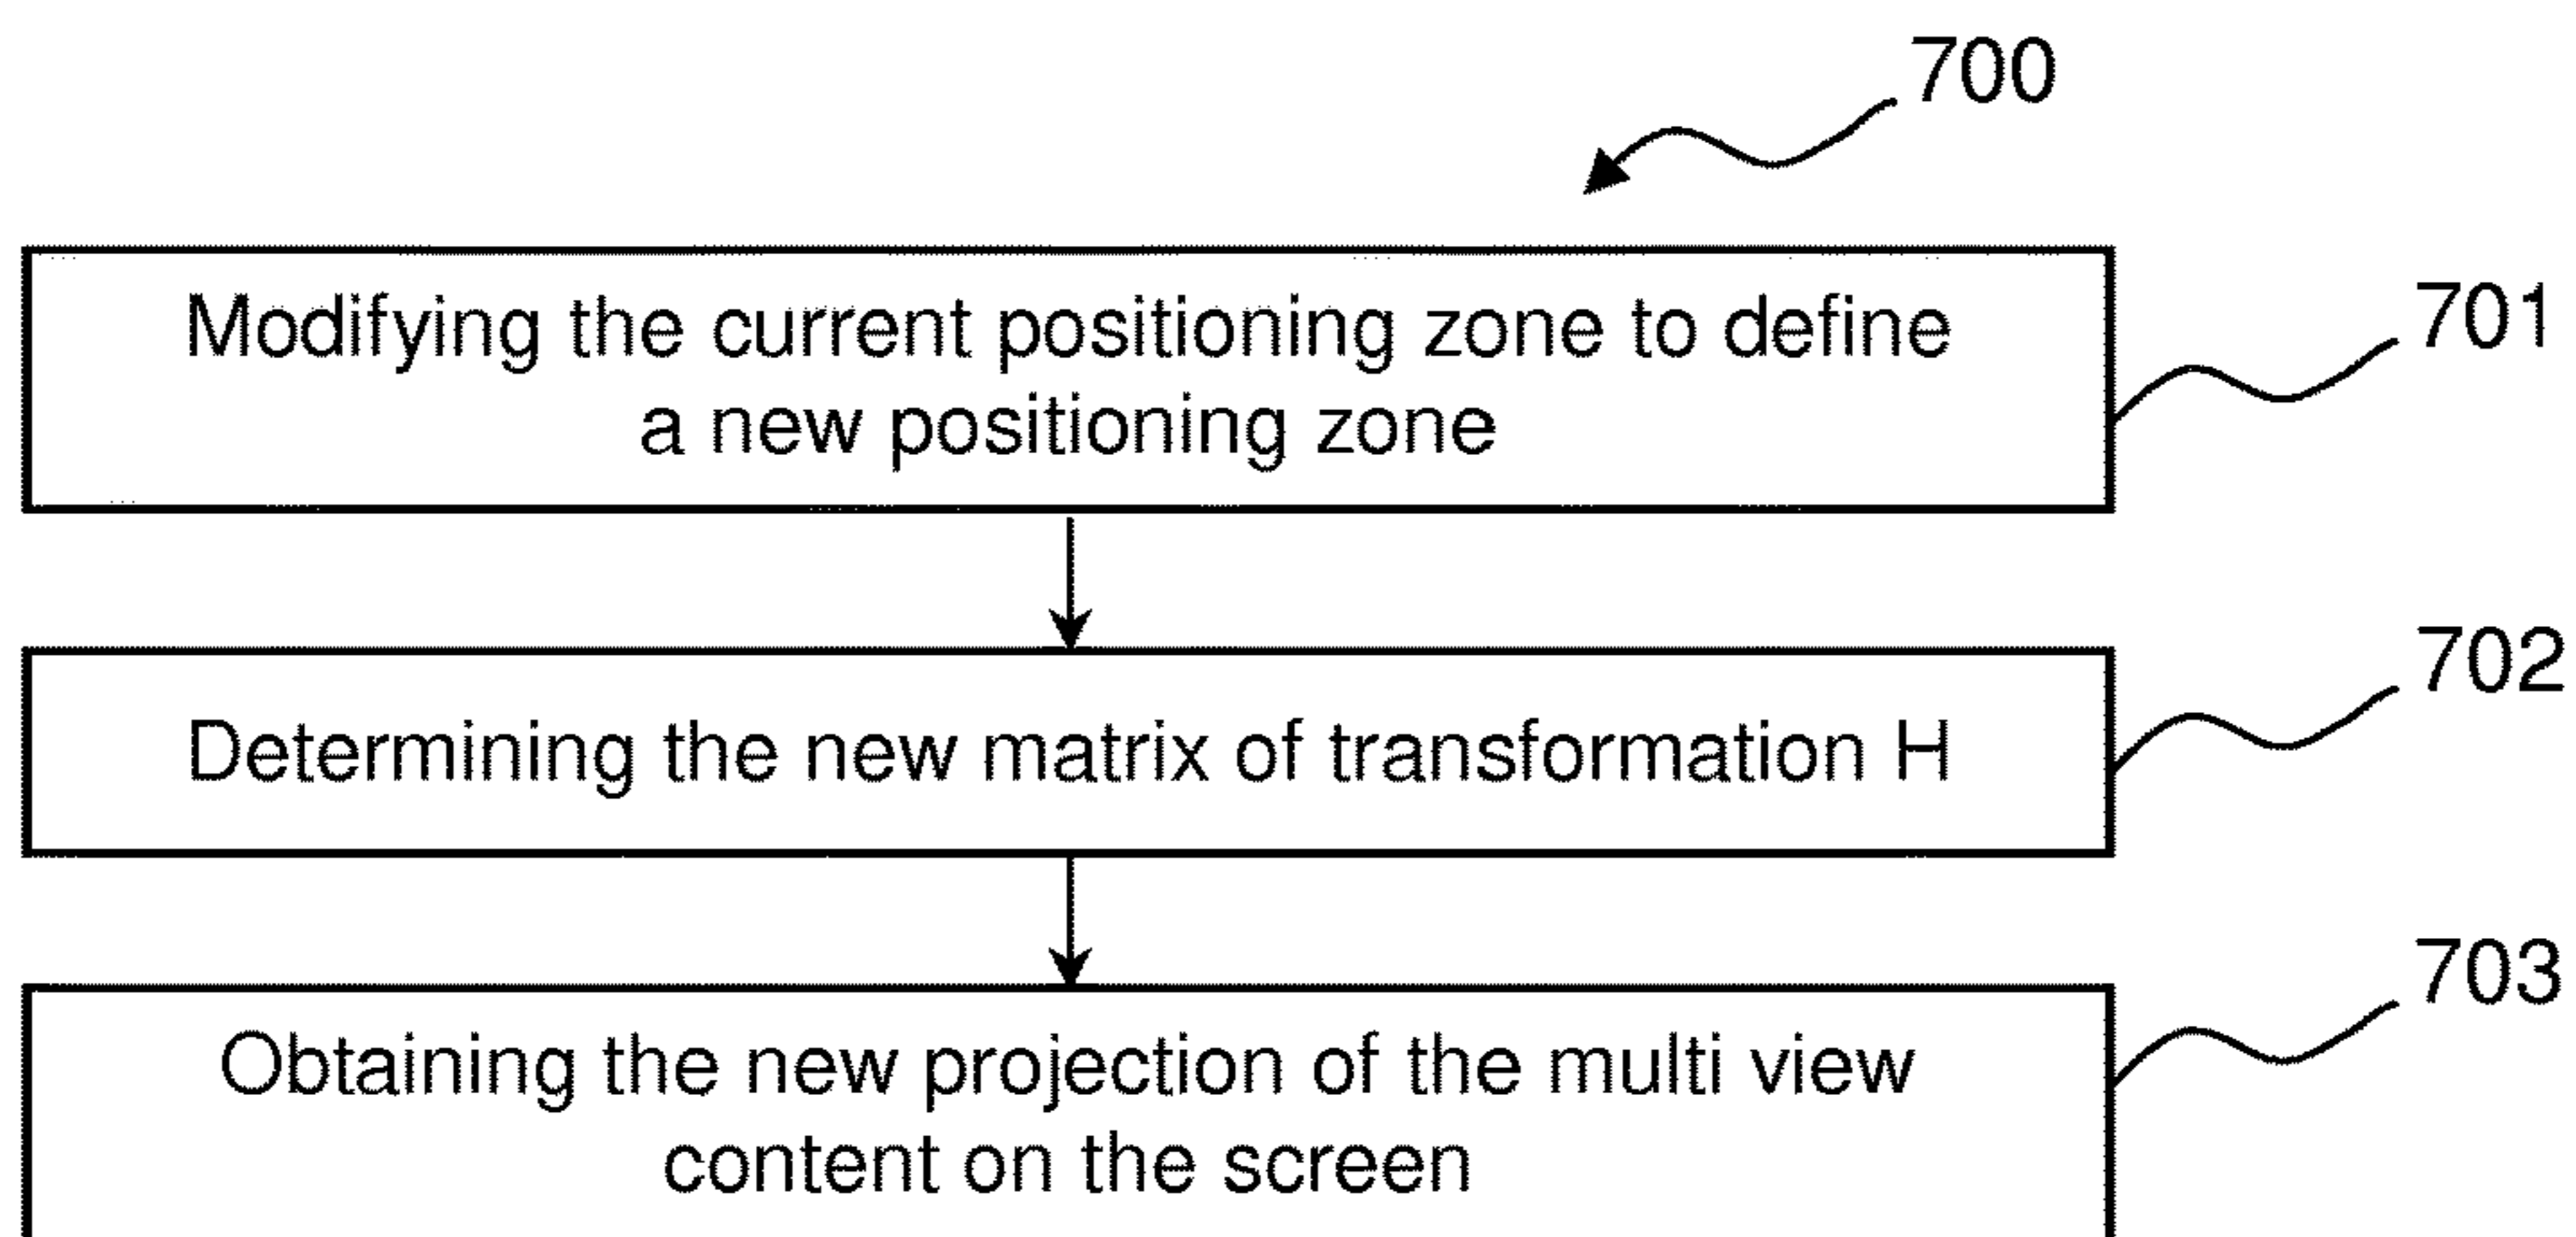 700
Modifying the current positioning zone to define
a new positioning zone
701
Determining the new matrix of transformation H
702
Obtaining the new projection of the multi view
content on the screen
703